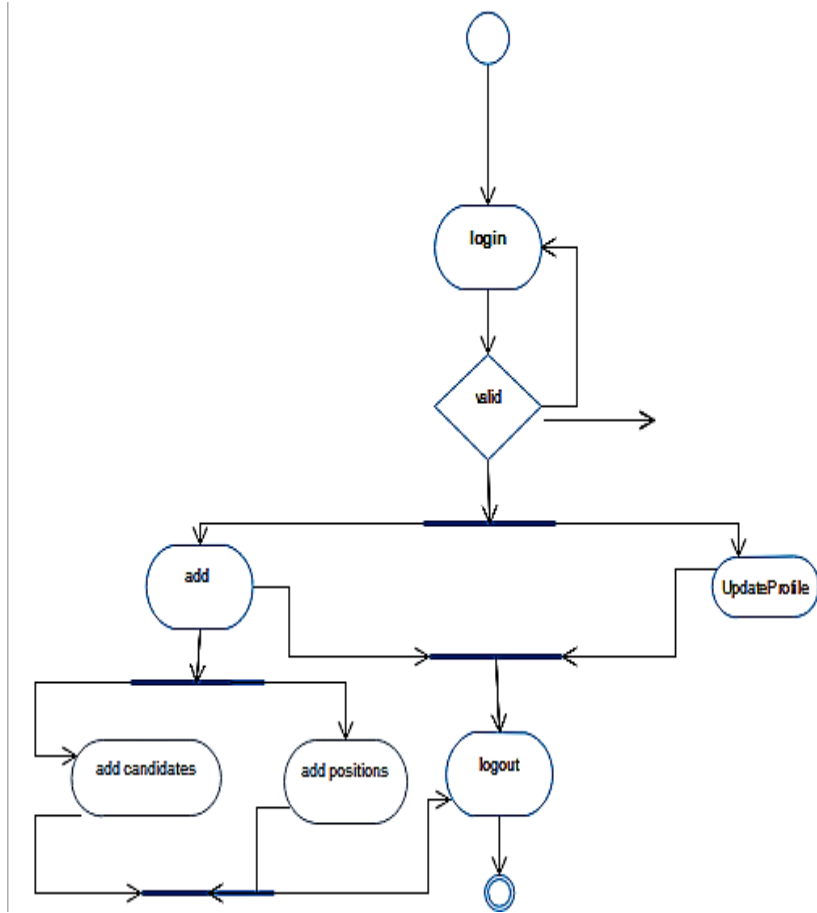 login
valid
add
UpdateProfile
add candidates
add positions
logout